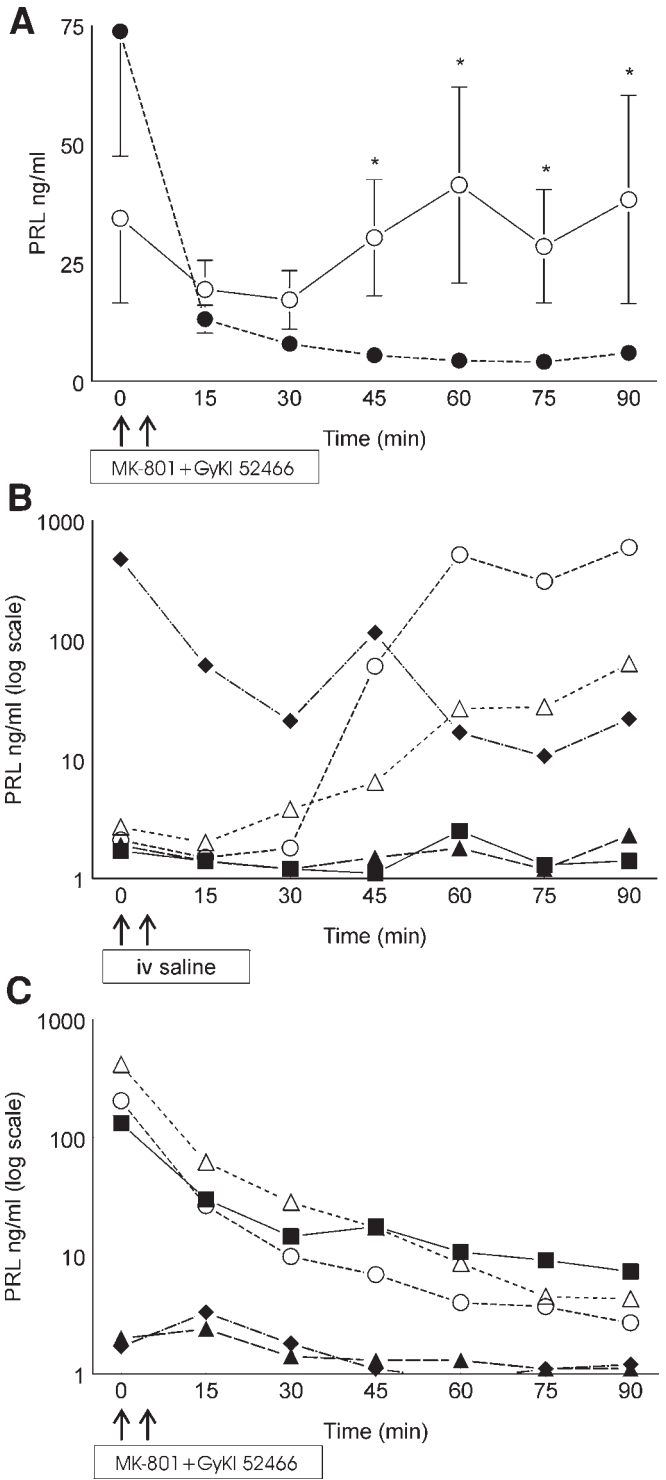 A
75
50
25
0
PRL ng/ml
*
*
*
*
0 15 30 45 60 75 90
Time (min)
MK-801+GyKI 52466
B
1000
100
10
1
PRL ng/ml (log scale)
0 15 30 45 60 75 90
Time (min)
iv saline
C
1000
100
10
1
PRL ng/ml (log scale)
0 15 30 45 60 75 90
Time (min)
MK-801+GyKI 52466